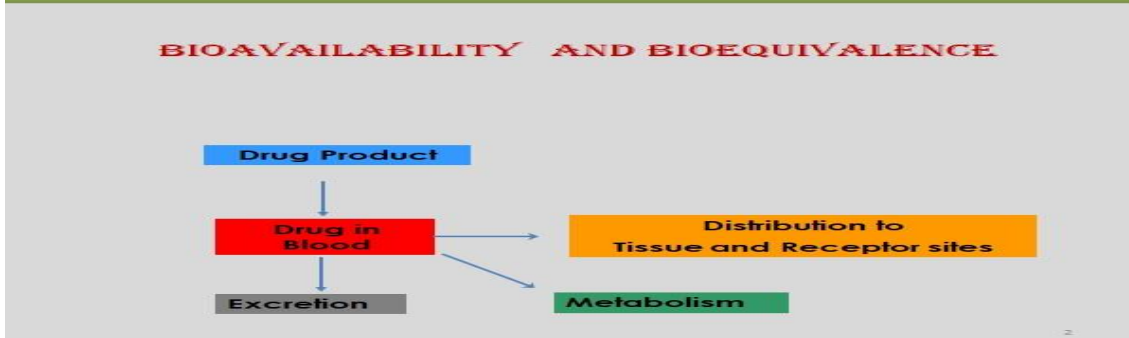 BIOAVAILABILITY AND BIOEQUIVALENCE
Drug Product
Drug in
Blood
Distribution to
Tissue and Receptor sites
Excretion
Metabolism
2